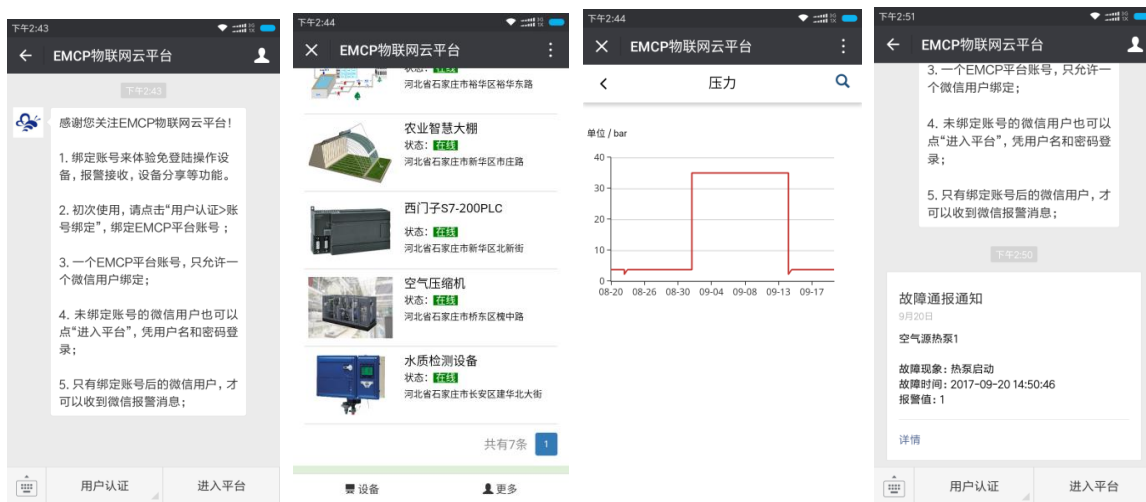 下午2:43
EMCP物联网云平台
下午2:43
感谢您关注EMCP物联网云平台!
1. 绑定账号来体验免登陆操作设
备,报警接收,设备分享等功能。
2. 初次使用,请点击“用户认证>账
号绑定”,绑定EMCP平台账号;
3. 一个EMCP平台账号,只允许一
个微信用户绑定;
4. 未绑定账号的微信用户也可以
点“进入平台”,凭用户名和密码登
录;
5. 只有绑定账号后的微信用户,才
可以收到微信报警消息;
用户认证
进入平台
下午2:44
EMCP物联网云平台
状态: 在线
河北省石家庄市裕华区裕华东路
农业智慧大棚
状态: 在线
河北省石家庄市新华区市庄路
西门子S7-200PLC
状态: 在线
河北省石家庄市新华区北新街
空气压缩机
状态: 在线
河北省石家庄市桥东区槐中路
水质检测设备
状态: 在线
河北省石家庄市长安区建华北大街
共有7条 1
设备
更多
下午2:44
EMCP物联网云平台
压力
单位 / bar
40
30
20
10
0
08-20 08-26 08-30 09-04 09-08 09-13 09-17
下午2:51
EMCP物联网云平台
3. 一个EMCP平台账号,只允许一
个微信用户绑定;
4. 未绑定账号的微信用户也可以
点“进入平台”,凭用户名和密码登
录;
5. 只有绑定账号后的微信用户,才
可以收到微信报警消息;
下午2:50
故障通报通知
9月20日
空气源热泵1
故障现象: 热泵启动
故障时间: 2017-09-20 14:50:46
报警值: 1
详情
用户认证
进入平台